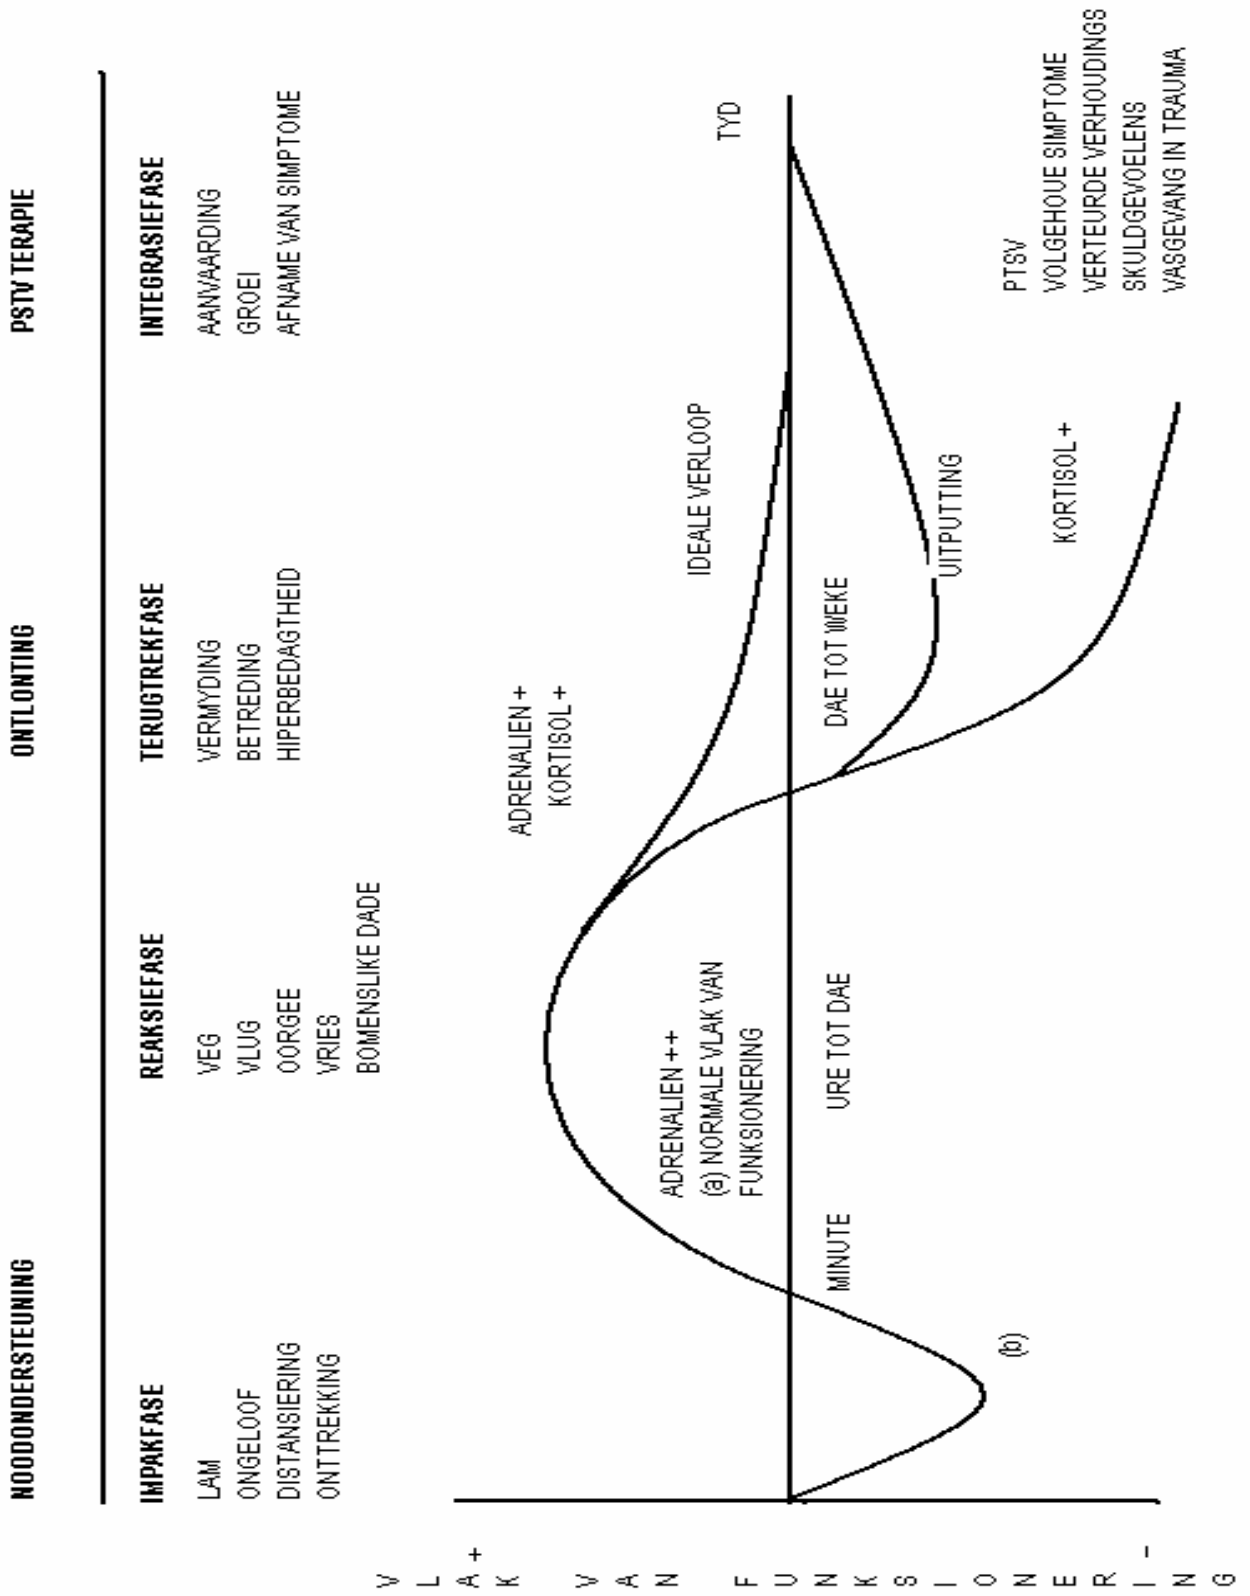 NOODONDERSTEUNING
ONTLONTING
PSTV TERAPIE
IMPAKFASE
LAM
ONGELOOF
DISTANSIERING
ONTTREKKING
REAKSIEFASE
VEG
VLUG
OORGEE
VRIES
BOMENSLIKE DADE
TERUGTREKFASE
VERMYDING
BETREDING
HIPERBEDAGTHEID
INTEGRASIEFASE
AANVAARDING
GROEI
AFNAME VAN SIMPTOME
VLAK VAN FUNKSIONERING
+
-
ADRENALIEN +
KORTISOL +
IDEALE VERLOOP
TYD
ADRENALIEN ++
(a) NORMALE VLAK VAN
FUNKSIONERING
MINUTE
URE TOT DAE
DAE TOT WEKE
UITPUTTING
(b)
KORTISOL +
PTSV
VOLGEHOUE SIMPTOME
VERTEURDE VERHOUDINGS
SKULDGEVOELENS
VASGEVANG IN TRAUMA